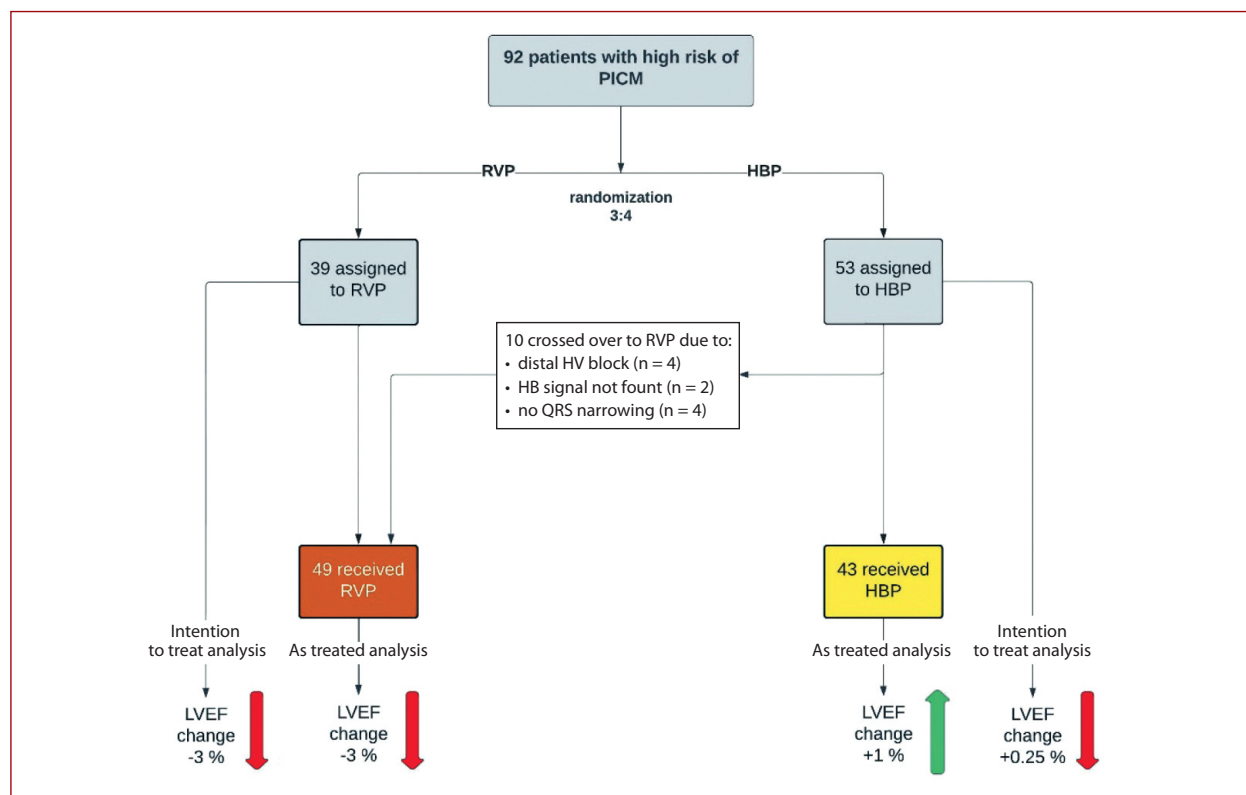 92 patients with high risk of
PICM
RVP
HBP
randomization
3:4
39 assigned
to RVP
53 assigned
to HBP
10 crossed over to RVP due to:
• distal HV block (n = 4)
• HB signal not fount (n = 2)
• no QRS narrowing (n = 4)
49 received
RVP
43 received
HBP
Intention
to treat analysis
As treated analysis
As treated analysis
Intention
to treat analysis
LVEF
change
-3 %
LVEF
change
-3 %
LVEF
change
+1 %
LVEF
change
+0.25 %